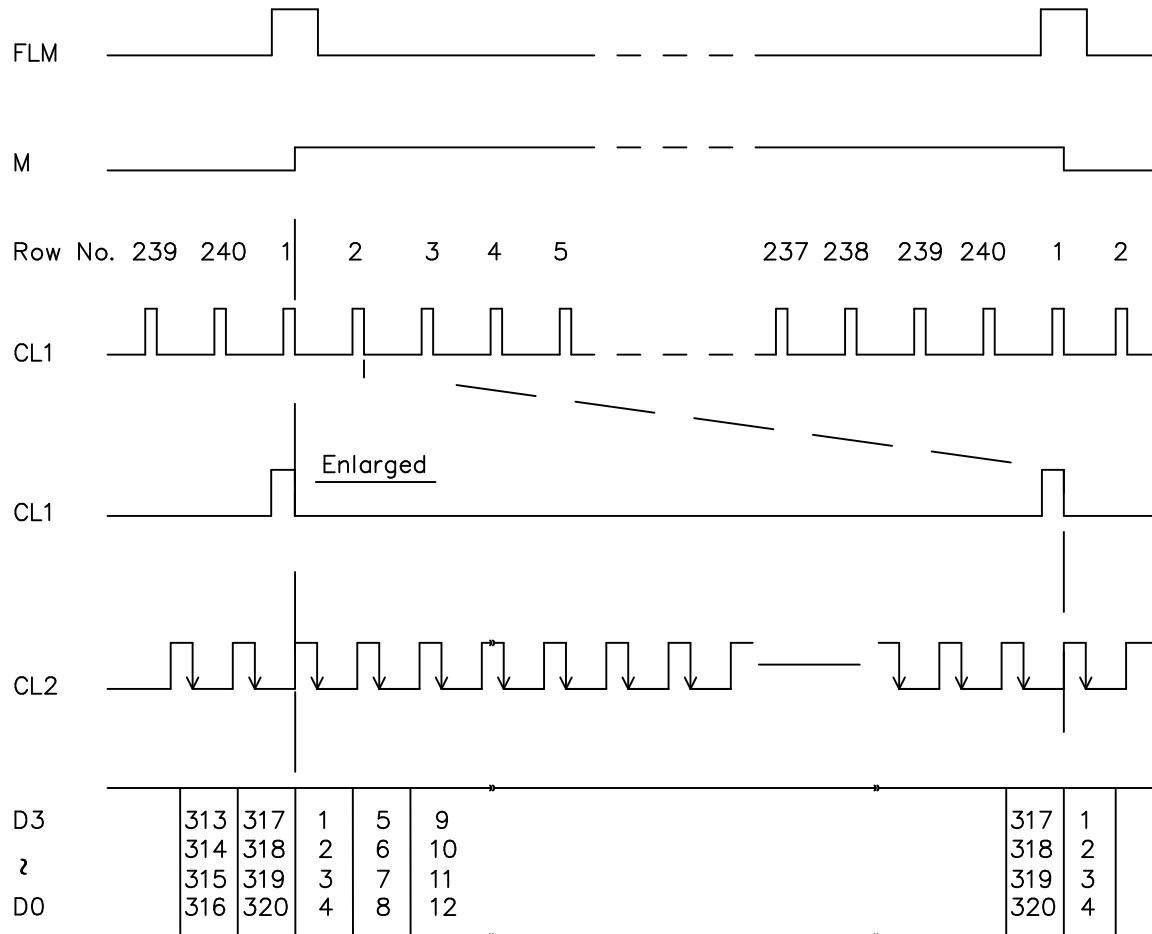 FLM
M
Row No. 239 240 1 2 3 4 5 237 238 239 240 1 2
CL1
Enlarged
CL1
CL2
D3 313 317 1 5 9 317 1
314 318 2 6 10 318 2
~ 315 319 3 7 11 319 3
D0 316 320 4 8 12 320 4